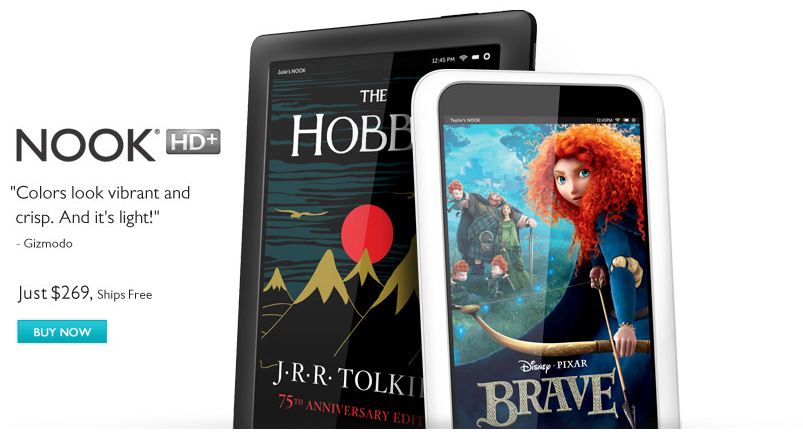 NOOK® HD+
"Colors look vibrant and
crisp. And it's light!"
- Gizmodo
Just $269, Ships Free
BUY NOW
Julie's NOOK 12:45 PM
THE
HOBB
J·R·R·TOLKI
75TH ANNIVERSARY EDIT
Taylor's NOOK 12:45PM
Disney · PIXAR
BRAVE